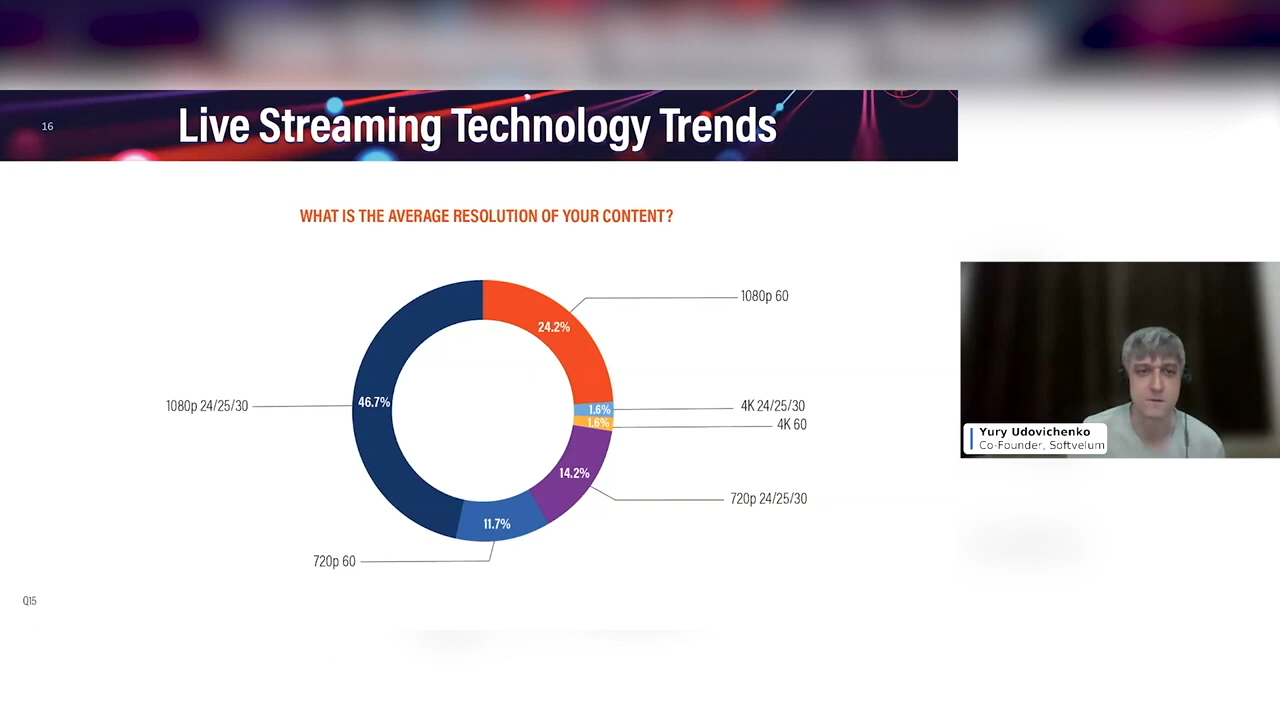 16
Live Streaming Technology Trends
WHAT IS THE AVERAGE RESOLUTION OF YOUR CONTENT?
1080p 60
24.2%
4K 24/25/30
1.6%
4K 60
1.6%
1080p 24/25/30
46.7%
14.2%
720p 24/25/30
11.7%
720p 60
Q15
Yury Udovichenko
Co-Founder, Softvelum